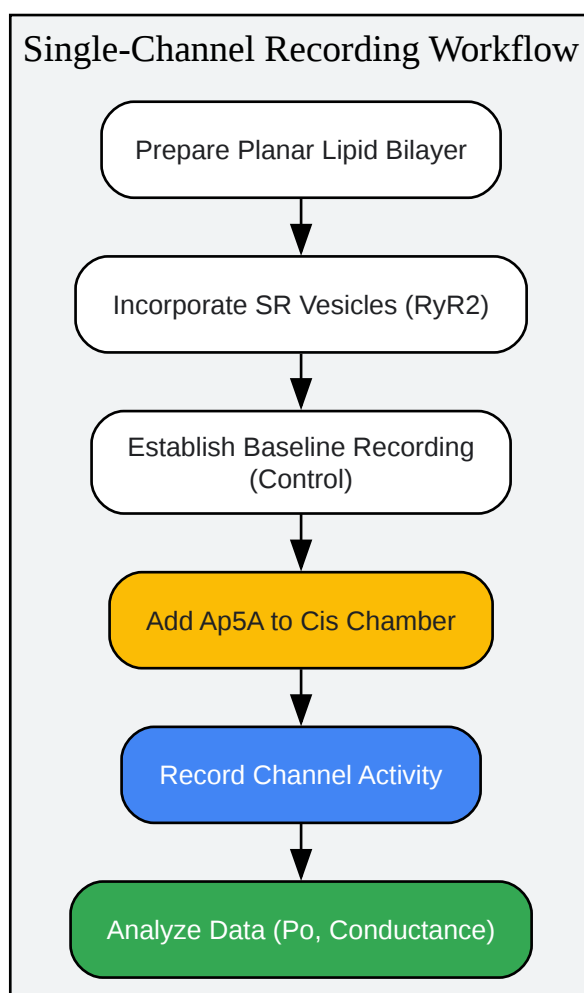 Single-Channel Recording Workflow
Prepare Planar Lipid Bilayer
Incorporate SR Vesicles (RyR2)
Establish Baseline Recording
(Control)
Add Ap5A to Cis Chamber
Record Channel Activity
Analyze Data (Po, Conductance)